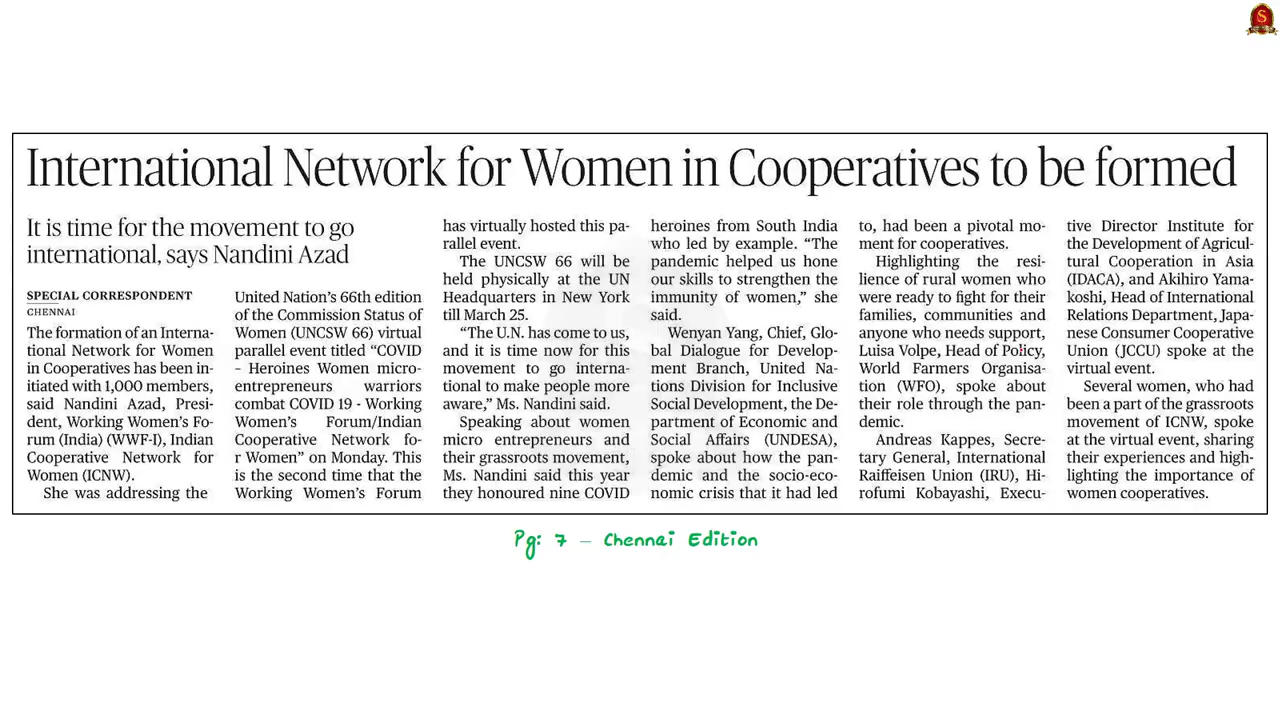 International Network for Women in Cooperatives to be formed
It is time for the movement to go
international, says Nandini Azad
SPECIAL CORRESPONDENT
CHENNAI
The formation of an Interna-
tional Network for Women
in Cooperatives has been in-
itiated with 1,000 members,
said Nandini Azad, Presi-
dent, Working Women's Fo-
rum (India) (WWF-I), Indian
Cooperative Network for
Women (ICNW).
She was addressing the
United Nation's 66th edition
of the Commission Status of
Women (UNCSW 66) virtual
parallel event titled "COVID
- Heroines Women micro-
entrepreneurs warriors
combat COVID 19 - Working
Women's Forum/Indian
Cooperative Network fo-
r Women" on Monday. This
is the second time that the
Working Women's Forum
has virtually hosted this pa-
rallel event.
The UNCSW 66 will be
held physically at the UN
Headquarters in New York
till March 25.
"The U.N. has come to us,
and it is time now for this
movement to go interna-
tional to make people more
aware," Ms. Nandini said.
Speaking about women
micro entrepreneurs and
their grassroots movement,
Ms. Nandini said this year
they honoured nine COVID
heroines from South India
who led by example. "The
pandemic helped us hone
our skills to strengthen the
immunity of women," she
said.
Wenyan Yang, Chief, Glo-
bal Dialogue for Develop-
ment Branch, United Na-
tions Division for Inclusive
Social Development, the De-
partment of Economic and
Social Affairs (UNDESA),
spoke about how the pan-
demic and the socio-eco-
nomic crisis that it had led
to, had been a pivotal mo-
ment for cooperatives.
Highlighting the resi-
lience of rural women who
were ready to fight for their
families, communities and
anyone who needs support,
Luisa Volpe, Head of Policy,
World Farmers Organisa-
tion (WFO), spoke about
their role through the pan-
demic.
Andreas Kappes, Secre-
tary General, International
Raiffeisen Union (IRU), Hi-
rofumi Kobayashi, Execu-
tive Director Institute for
the Development of Agricul-
tural Cooperation in Asia
(IDACA), and Akihiro Yama-
koshi, Head of International
Relations Department, Japa-
nese Consumer Cooperative
Union (JCCU) spoke at the
virtual event.
Several women, who had
been a part of the grassroots
movement of ICNW, spoke
at the virtual event, sharing
their experiences and high-
lighting the importance of
women cooperatives.
Pg: 7 – Chennai Edition